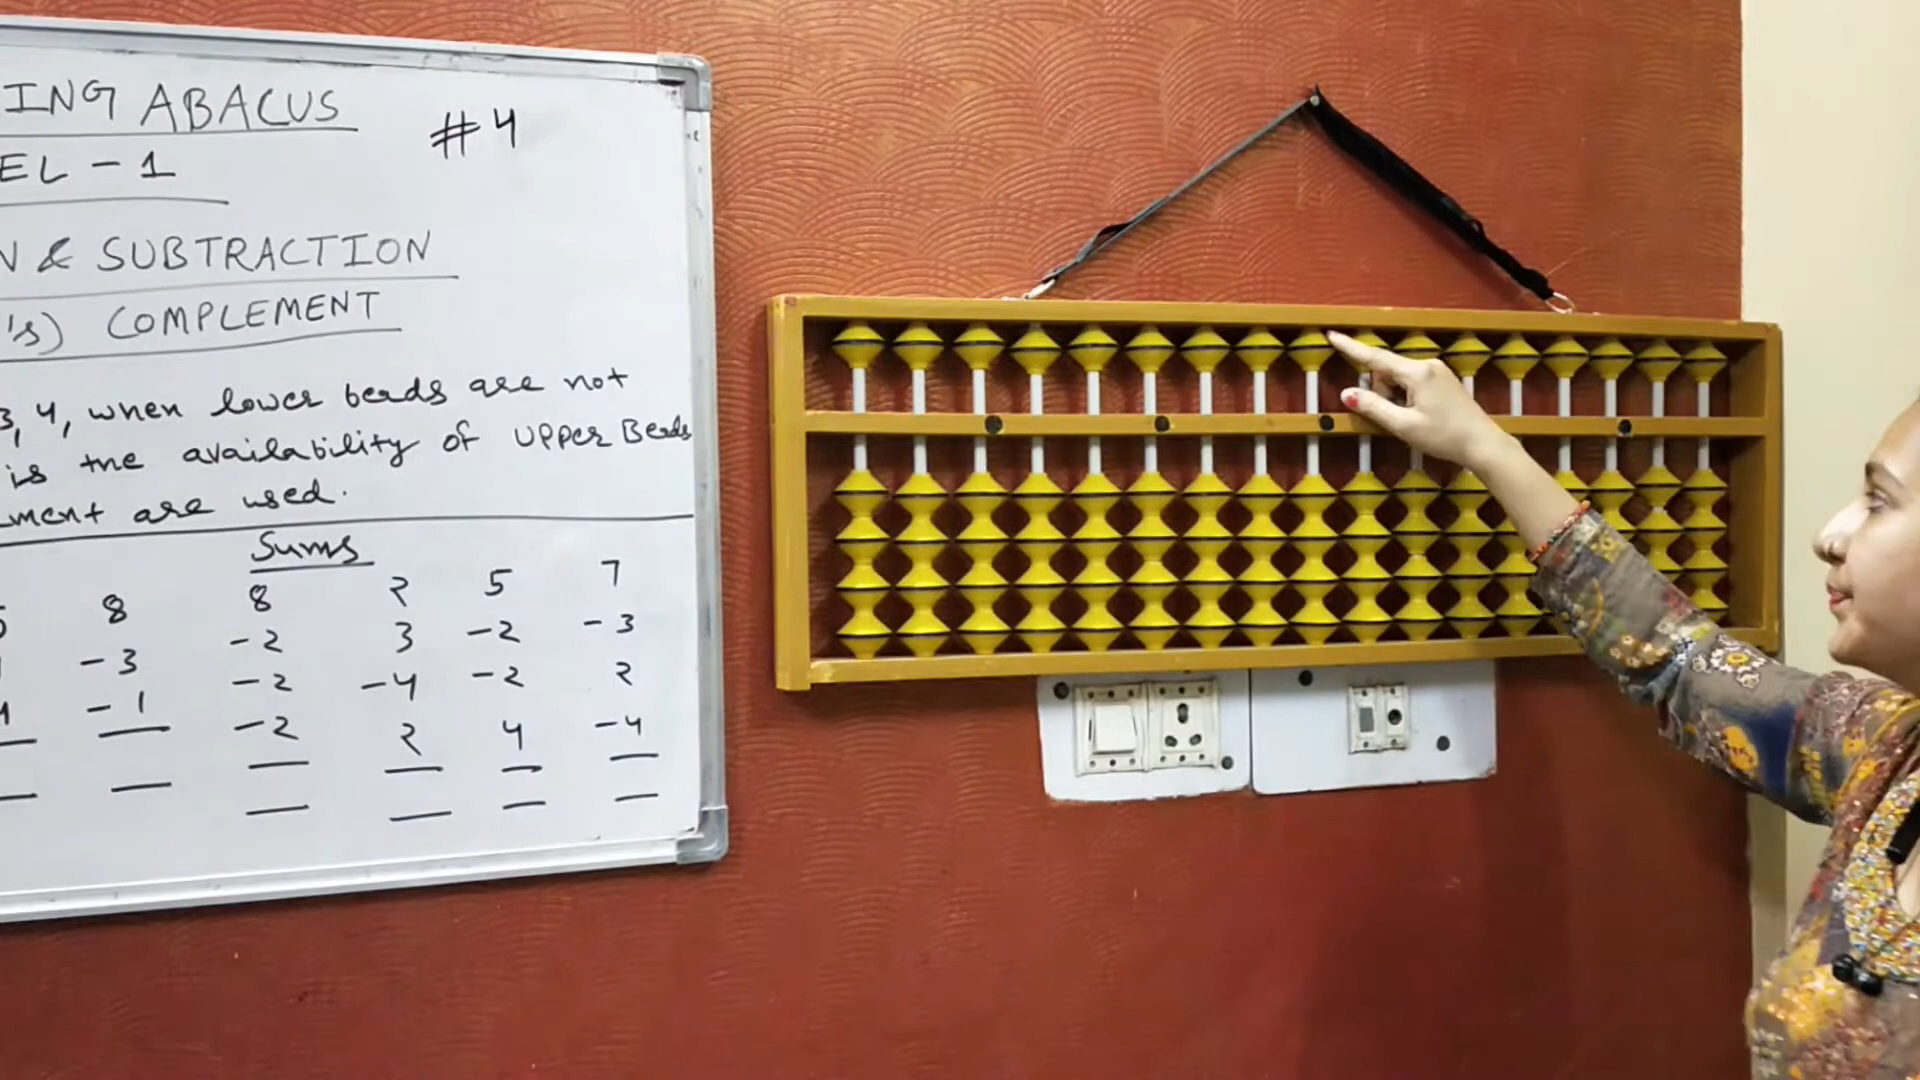 ING ABACUS
#4
EL - 1
N & SUBTRACTION
's) COMPLEMENT
3, 4, when lower beads are not
is the availability of UPPER Beads
ment are used.
Sums
8 8 2 5 7
-3 -2 3 -2 -3
-1 -2 -4 -2 2
-2 2 4 -4